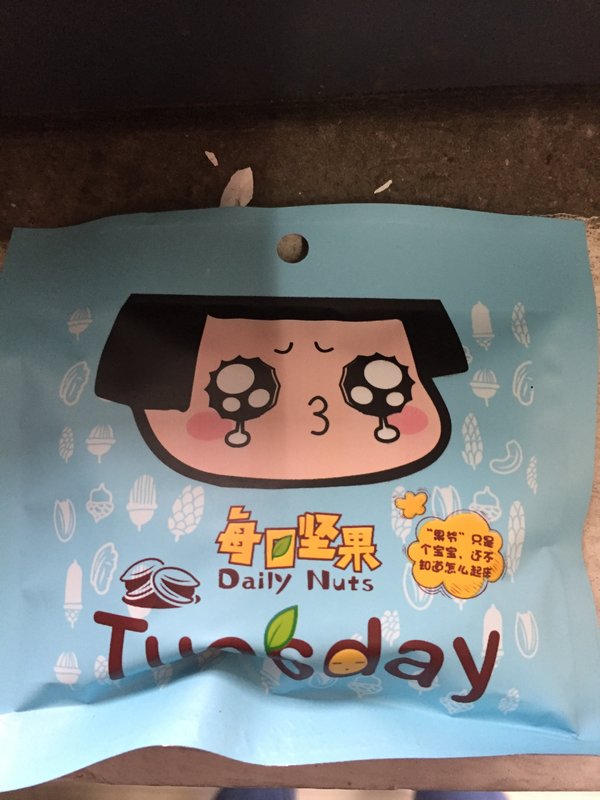 每日坚果
Daily Nuts
"果爷"只是
个宝宝，还不
知道怎么起床
Tuesday